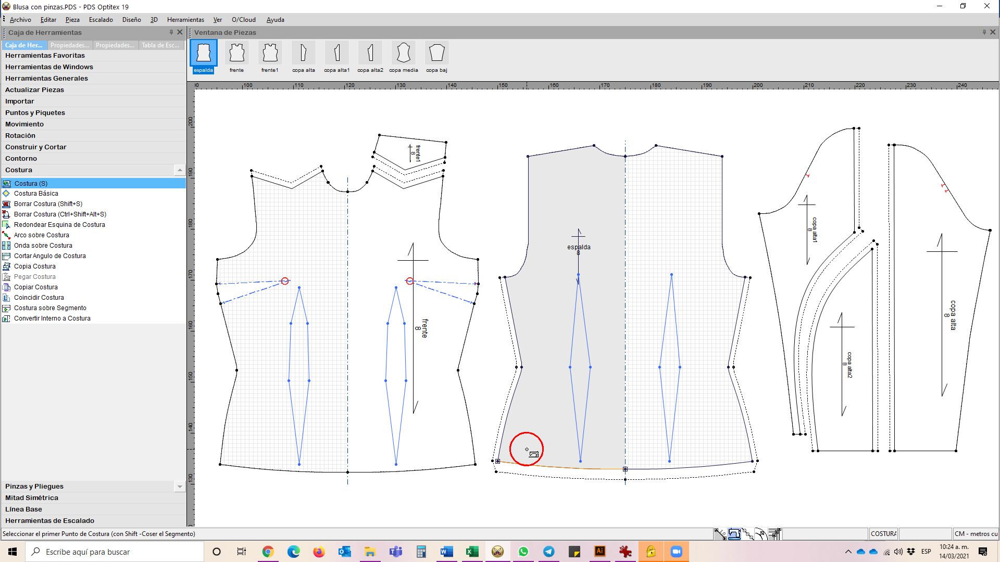 Blusa con pinzas.PDS - PDS Optitex 19
Archivo Editar Pieza Escalado Diseño 3D Herramientas Ver O/Cloud Ayuda
Caja de Herramientas
Ventana de Piezas
Caja de Her... Propiedades... Propiedades... Tabla de Esc...
Herramientas Favoritas
Herramientas de Windows
Herramientas Generales
Actualizar Piezas
Importar
Puntos y Piquetes
Movimiento
Rotación
Construir y Cortar
Contorno
Costura
Costura (S)
Costura Básica
Borrar Costura (Shift+S)
Borrar Costura (Ctrl+Shift+Alt+S)
Redondear Esquina de Costura
Arco sobre Costura
Onda sobre Costura
Cortar Angulo de Costura
Copia Costura
Pegar Costura
Copiar Costura
Coincidir Costura
Costura sobre Segmento
Convertir Interno a Costura
Pinzas y Pliegues
Mitad Simétrica
Línea Base
Herramientas de Escalado
espalda frente frente1 copa alta copa alta1 copa alta2 copa media copa baj
100 110 120 130 140 150 160 170 180 190 200 210 220 230 240
200
190
180
170
160
150
140
130
frente1
8
frente
8
espalda
8
copa alta1
8
copa alta2
8
copa alta
8
Seleccionar el primer Punto de Costura (con Shift -Coser el Segmento)
COSTURA
CM - metros cu
Escribe aquí para buscar
ESP
10:24 a. m.
14/03/2021